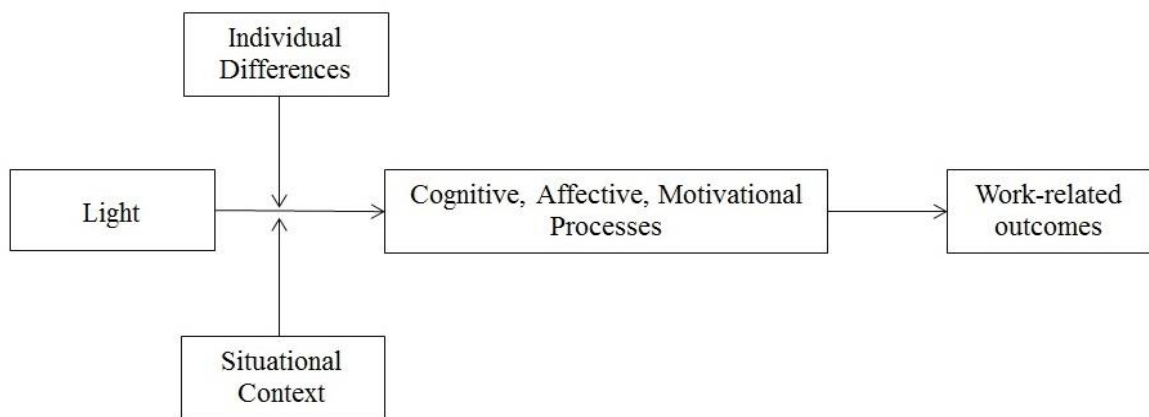 Individual
Differences
Light
Cognitive, Affective, Motivational
Processes
Work-related
outcomes
Situational
Context